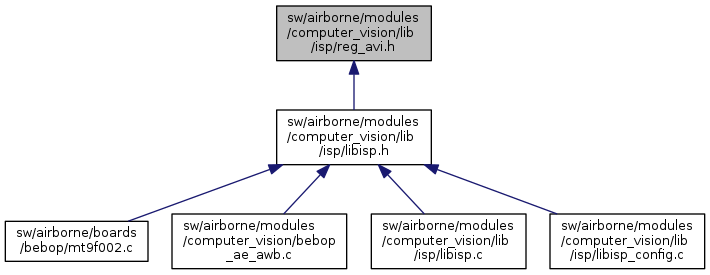 sw/airborne/modules
/computer_vision/lib
/isp/reg_avi.h
sw/airborne/modules
/computer_vision/lib
/isp/libisp.h
sw/airborne/boards
/bebop/mt9f002.c
sw/airborne/modules
/computer_vision/bebop
_ae_awb.c
sw/airborne/modules
/computer_vision/lib
/isp/libisp.c
sw/airborne/modules
/computer_vision/lib
/isp/libisp_config.c